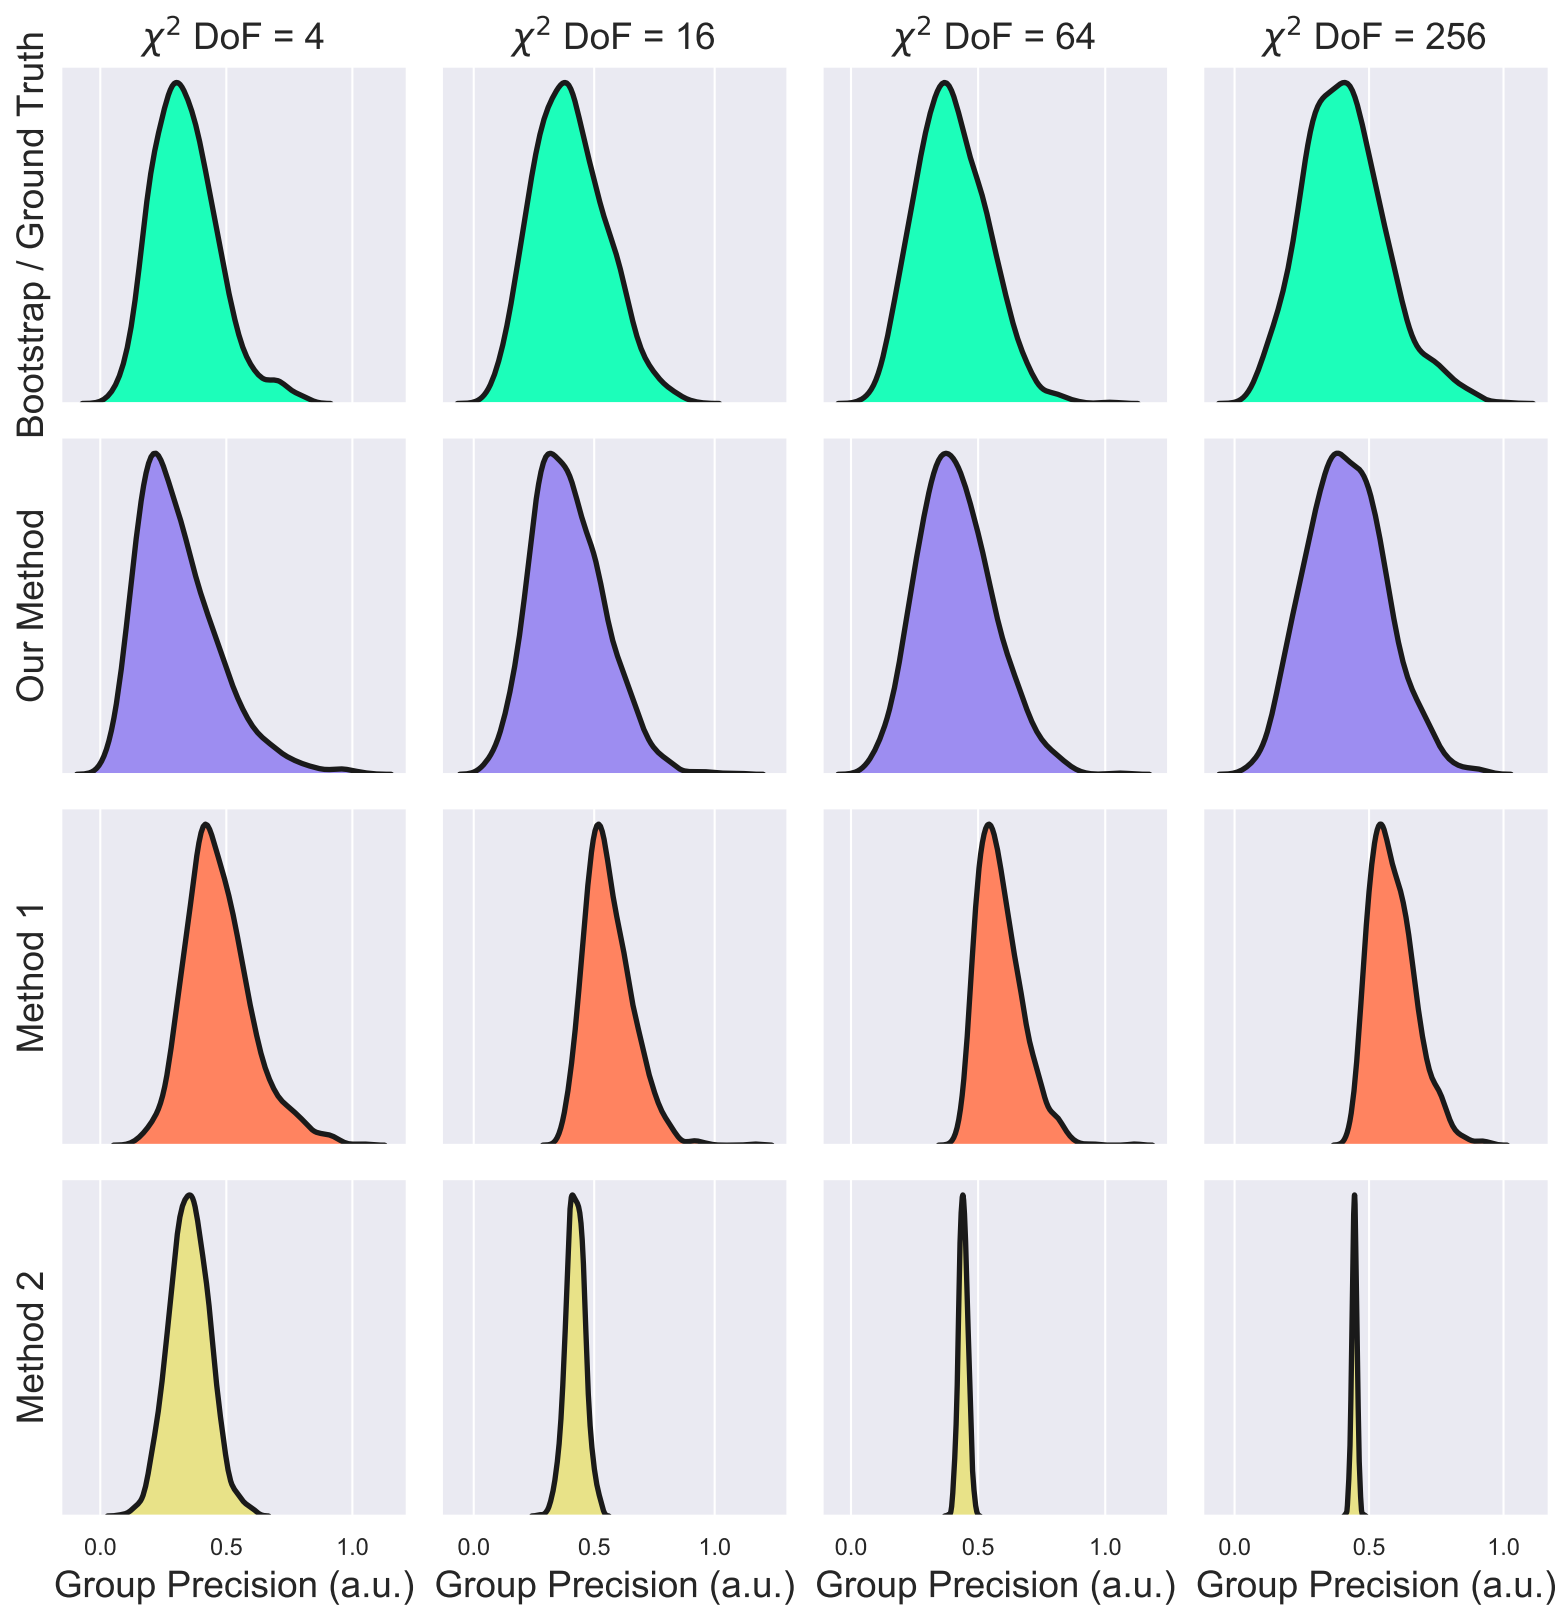 χ² DoF = 4
χ² DoF = 16
χ² DoF = 64
χ² DoF = 256
Bootstrap / Ground Truth
Our Method
Method 1
Method 2
0.0 0.5 1.0
0.0 0.5 1.0
0.0 0.5 1.0
0.0 0.5 1.0
Group Precision (a.u.)
Group Precision (a.u.)
Group Precision (a.u.)
Group Precision (a.u.)